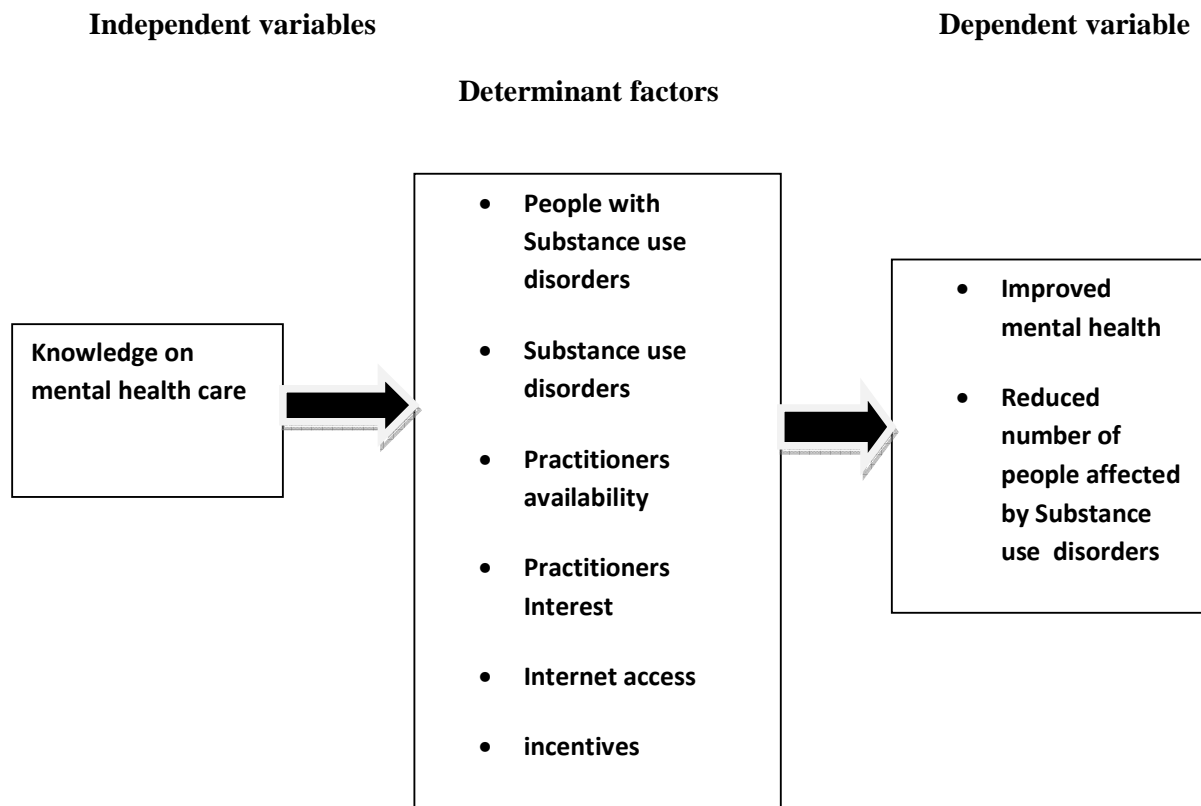 Independent variables
Dependent variable
Determinant factors
Knowledge on
mental health care
• People with
Substance use
disorders
• Substance use
disorders
• Practitioners
availability
• Practitioners
Interest
• Internet access
• incentives
• Improved
mental health
• Reduced
number of
people affected
by Substance
use disorders